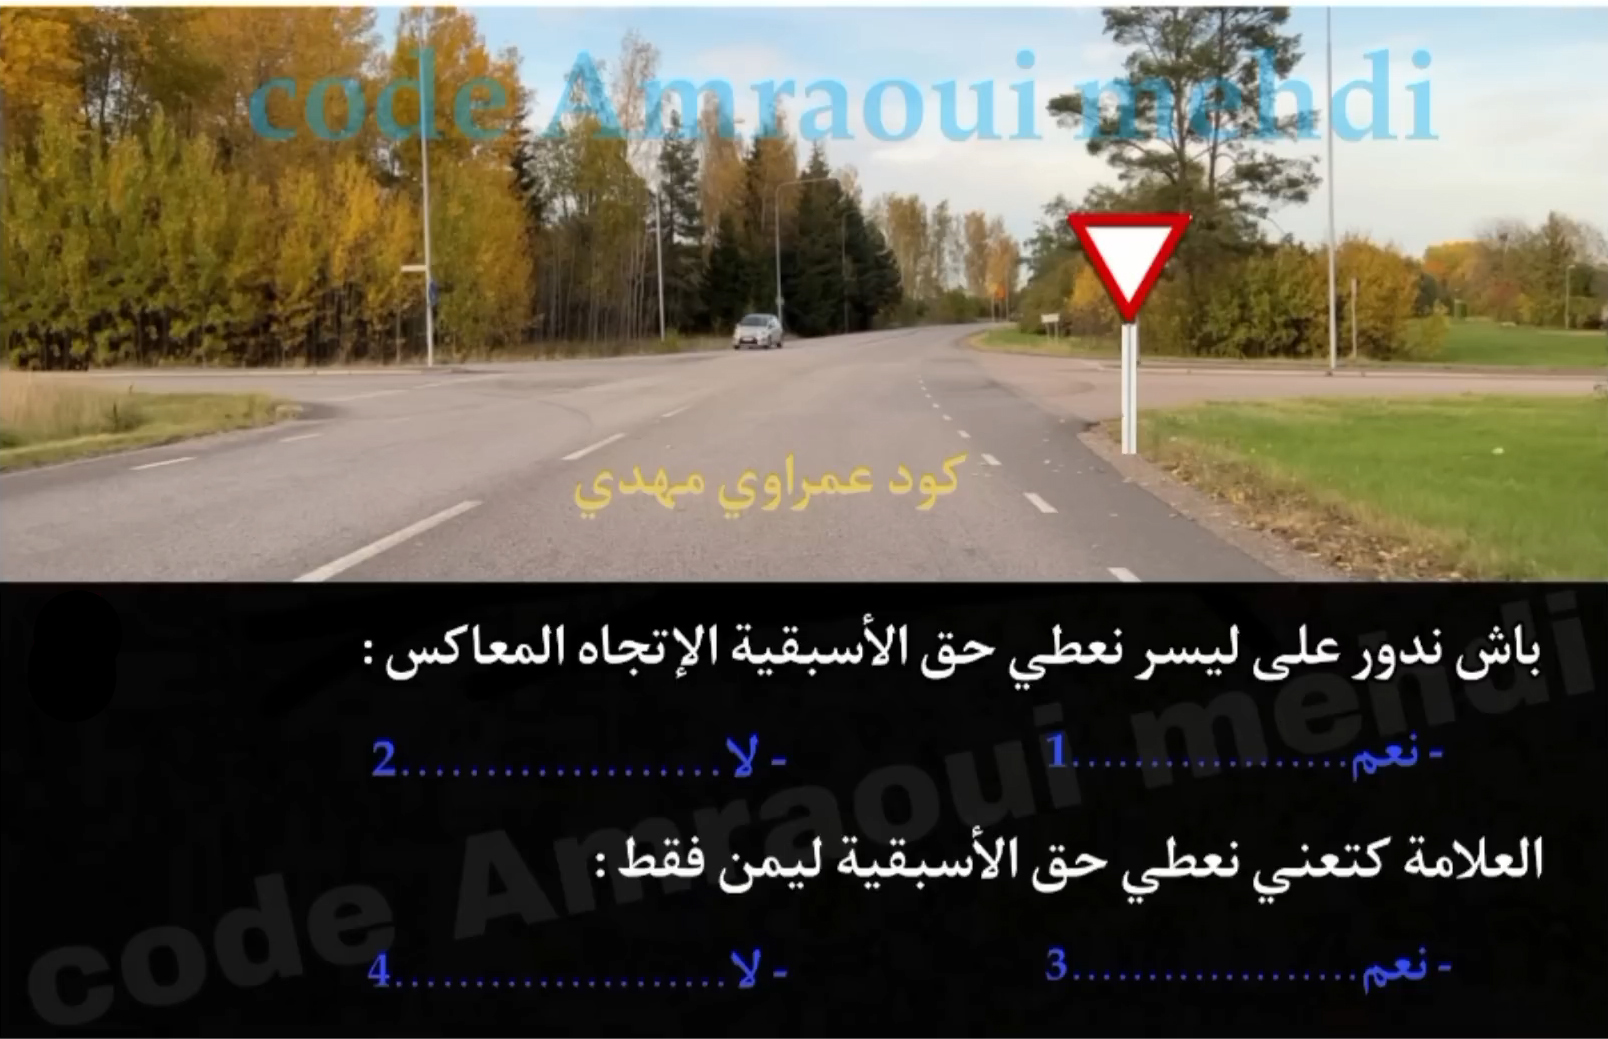 code Amraoui mehdi
كود عمراوي مهدي
باش ندور على ليسر نعطي حق الأسبقية الإتجاه المعاكس :
- نعم..................1 - لا....................2
العلامة كتعني نعطي حق الأسبقية ليمن فقط :
- نعم..................3 - لا.....................4
code Amraoui mehdi